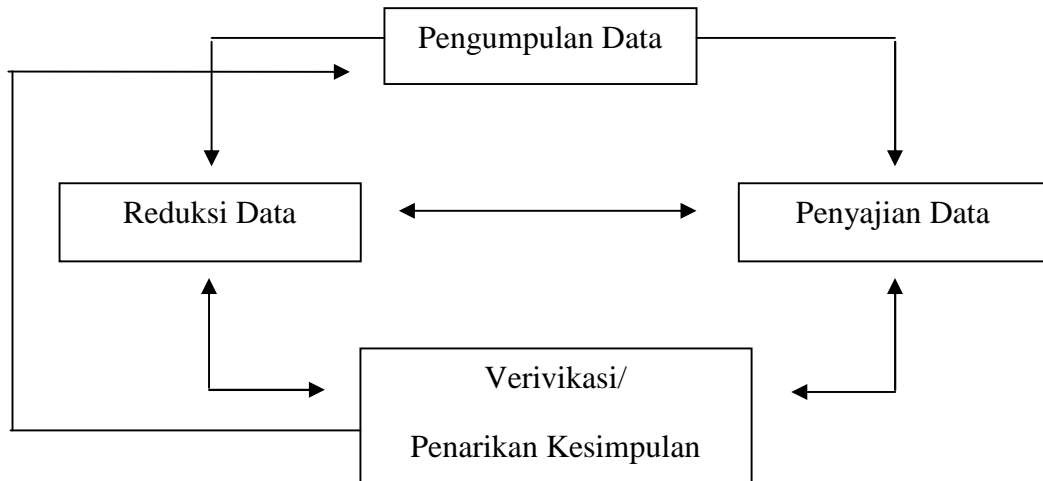 Pengumpulan Data
Reduksi Data
Penyajian Data
Verivikasi/
Penarikan Kesimpulan